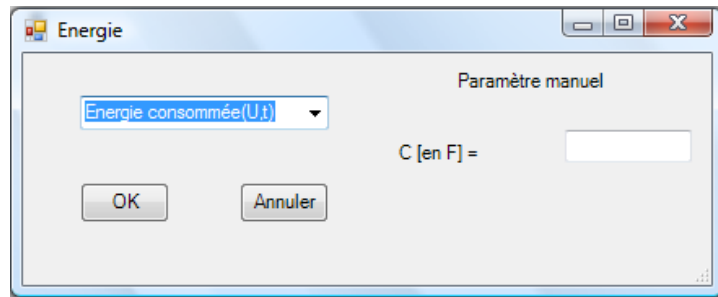 Energie
Paramètre manuel
Energie consommée(U,t)
C [en F] =
OK
Annuler